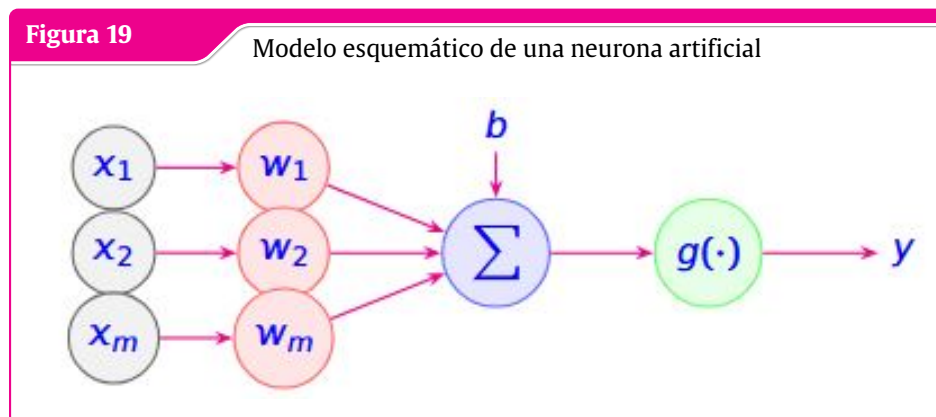 Figura 19
Modelo esquemático de una neurona artificial
b
x₁ w₁
x₂ w₂ ∑ g(·) y
xₘ wₘ